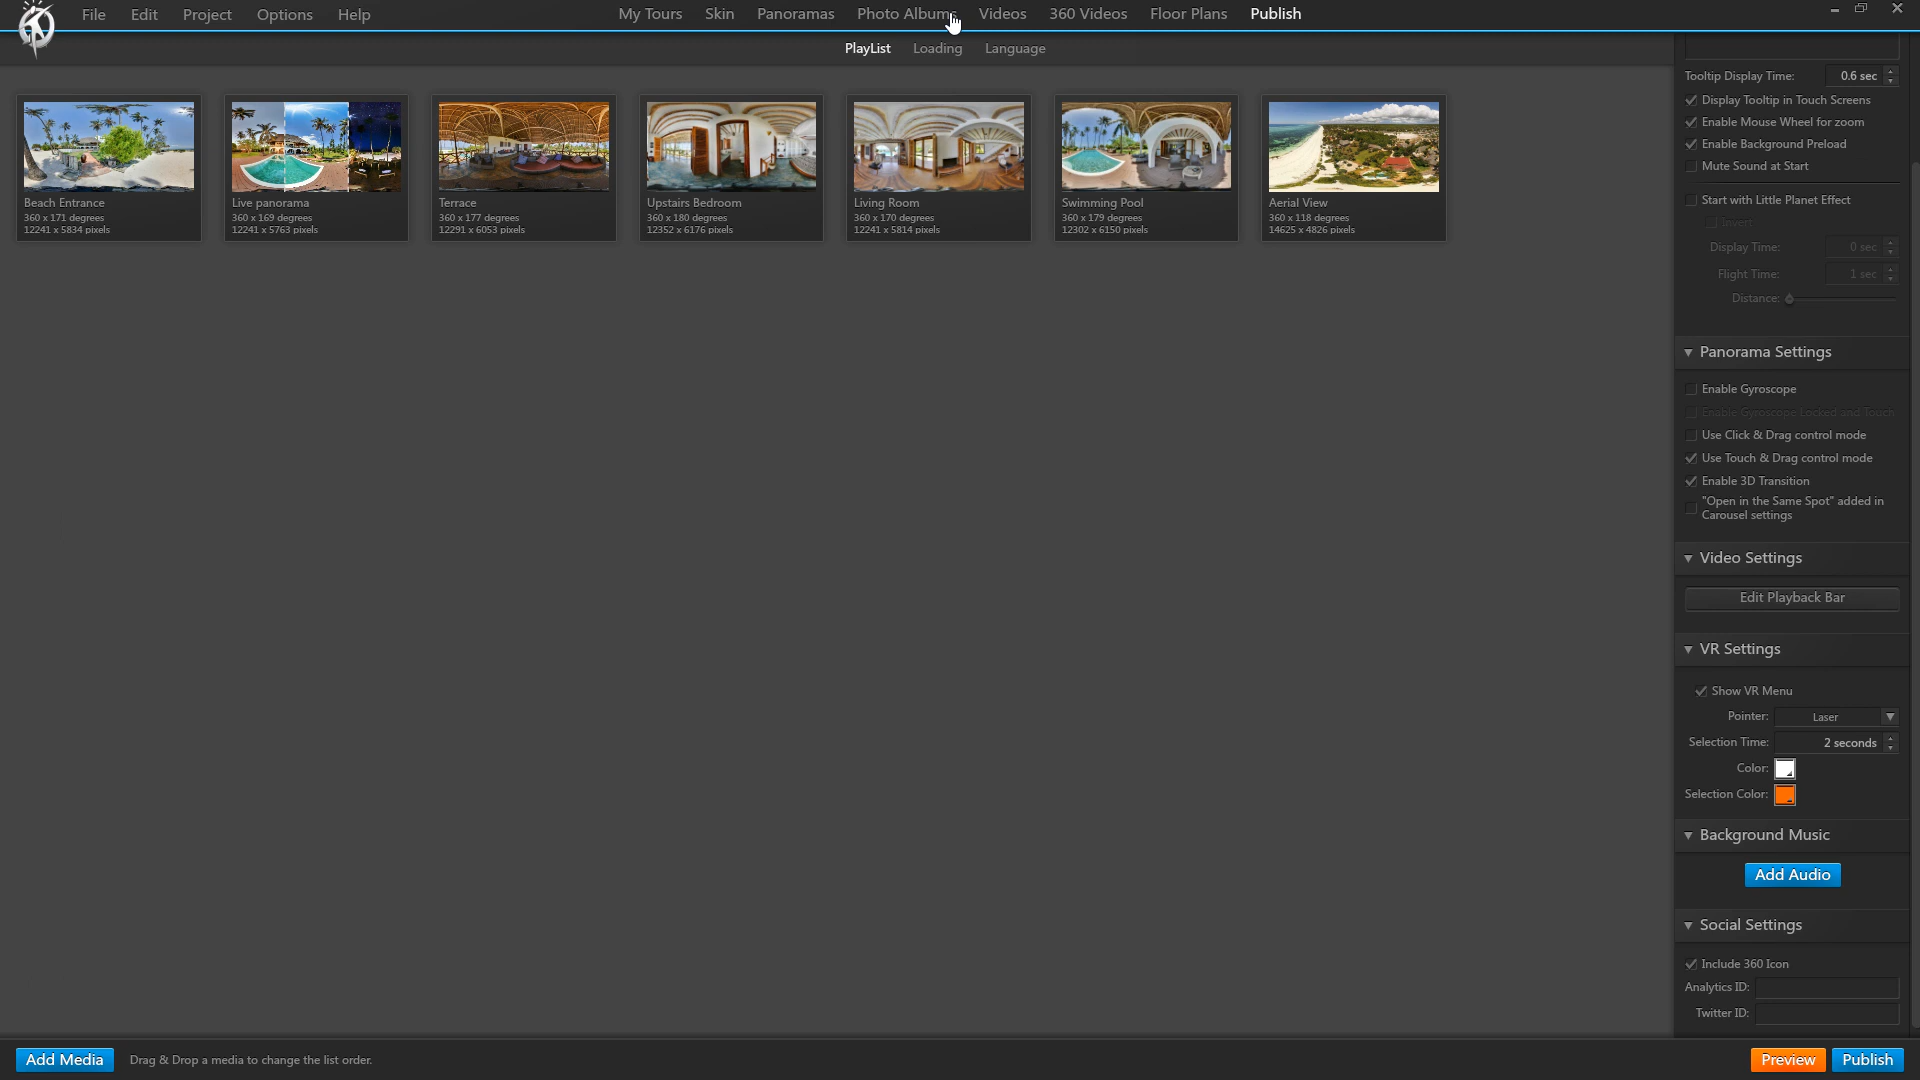 File Edit Project Options Help
My Tours Skin Panoramas Photo Albums Videos 360 Videos Floor Plans Publish
PlayList Loading Language
Beach Entrance
360 x 171 degrees
12241 x 5834 pixels
Live panorama
360 x 169 degrees
12241 x 5763 pixels
Terrace
360 x 177 degrees
12291 x 6053 pixels
Upstairs Bedroom
360 x 180 degrees
12352 x 6176 pixels
Living Room
360 x 170 degrees
12241 x 5814 pixels
Swimming Pool
360 x 179 degrees
12302 x 6150 pixels
Aerial View
360 x 118 degrees
14625 x 4826 pixels
Tooltip Display Time: 0.6 sec
Display Tooltip in Touch Screens
Enable Mouse Wheel for zoom
Enable Background Preload
Mute Sound at Start
Start with Little Planet Effect
Invert
Display Time: 0 sec
Flight Time: 1 sec
Distance:
Panorama Settings
Enable Gyroscope
Enable Gyroscope Locked and Touch
Use Click & Drag control mode
Use Touch & Drag control mode
Enable 3D Transition
"Open in the Same Spot" added in
Carousel settings
Video Settings
Edit Playback Bar
VR Settings
Show VR Menu
Pointer: Laser
Selection Time: 2 seconds
Color:
Selection Color:
Background Music
Add Audio
Social Settings
Include 360 Icon
Analytics ID:
Twitter ID:
Add Media Drag & Drop a media to change the list order.
Preview Publish